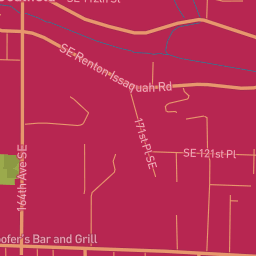 SE 112th St
SE Renton Issaquah Rd
171st Pl SE
SE 121st Pl
164th Ave SE
Bar and Grill